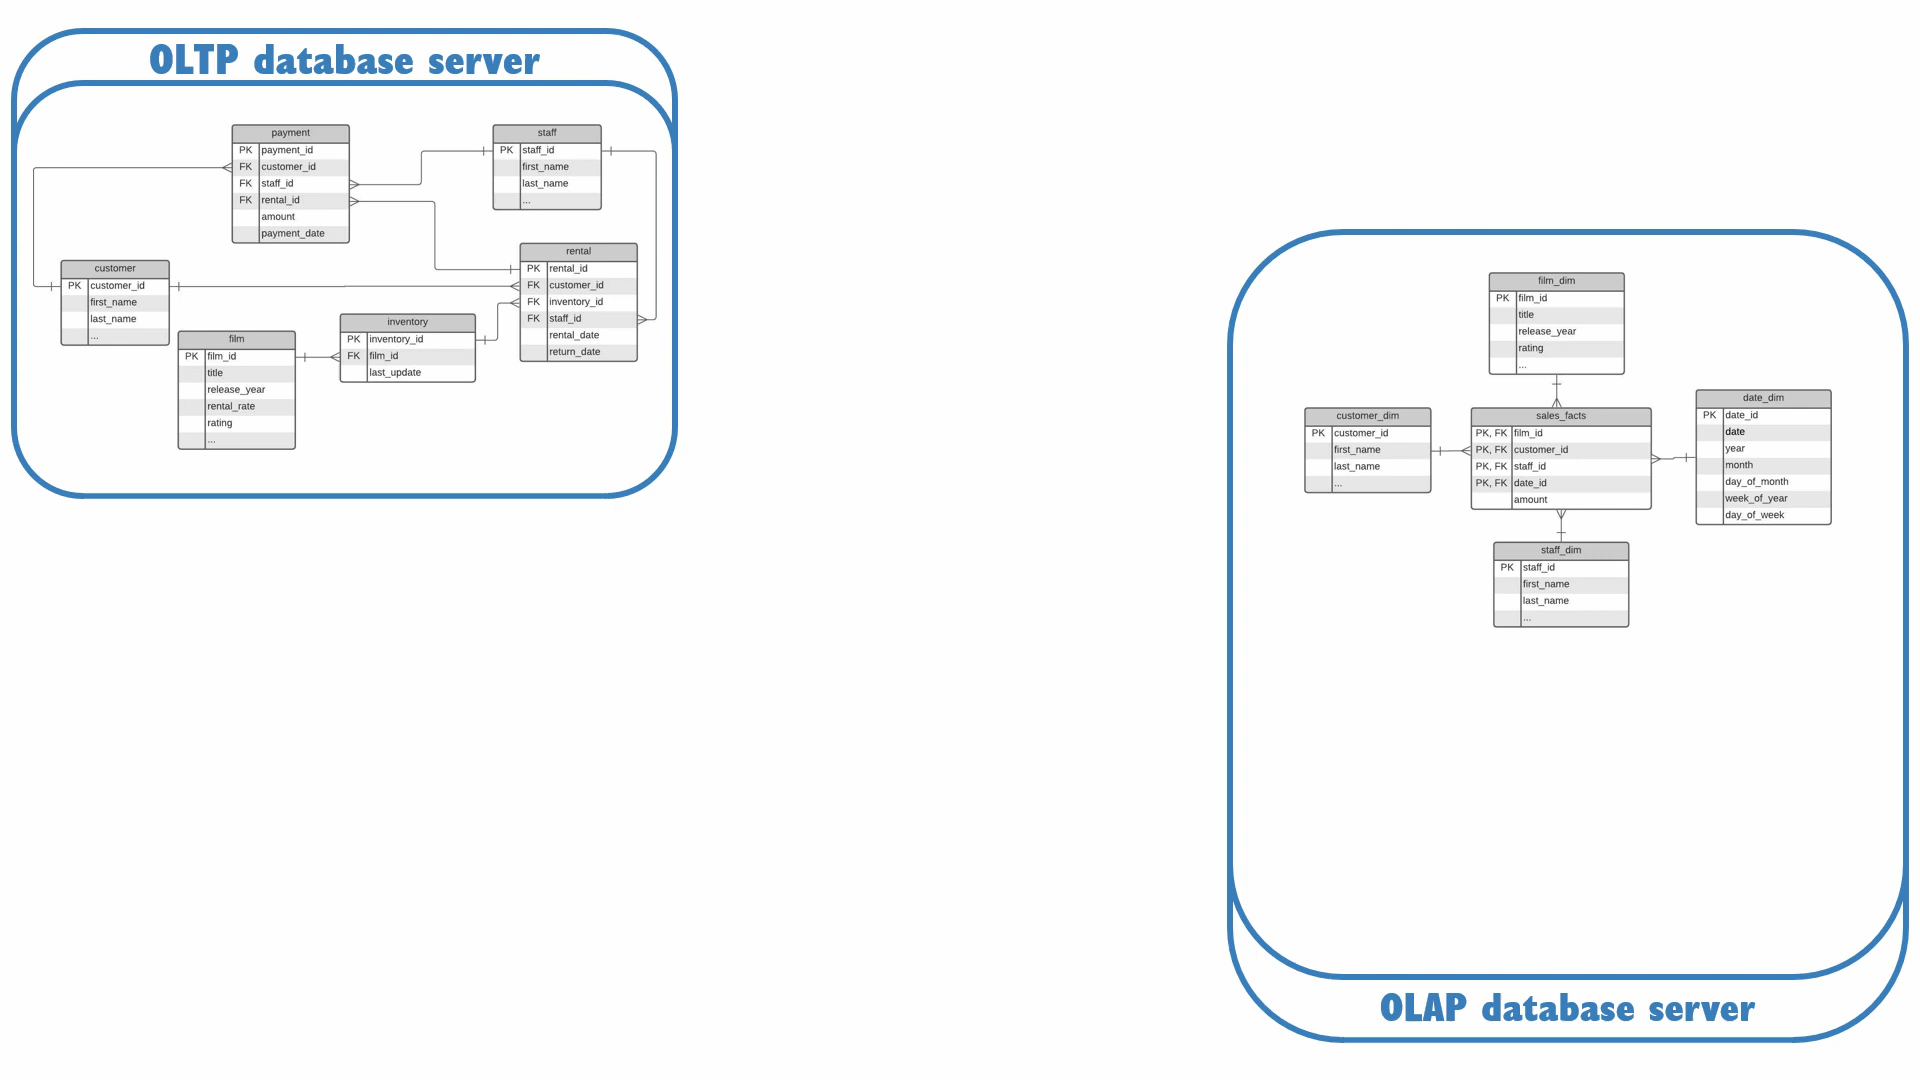 OLTP database server
payment
PK payment_id
FK customer_id
FK staff_id
FK rental_id
amount
payment_date
staff
PK staff_id
first_name
last_name
...
customer
PK customer_id
first_name
last_name
...
rental
PK rental_id
FK customer_id
FK inventory_id
FK staff_id
rental_date
return_date
film
PK film_id
title
release_year
rental_rate
rating
...
inventory
PK inventory_id
FK film_id
last_update
film_dim
PK film_id
title
release_year
rating
...
customer_dim
PK customer_id
first_name
last_name
...
sales_facts
PK, FK film_id
PK, FK customer_id
PK, FK staff_id
PK, FK date_id
amount
date_dim
PK date_id
date
year
month
day_of_month
week_of_year
day_of_week
staff_dim
PK staff_id
first_name
last_name
...
OLAP database server